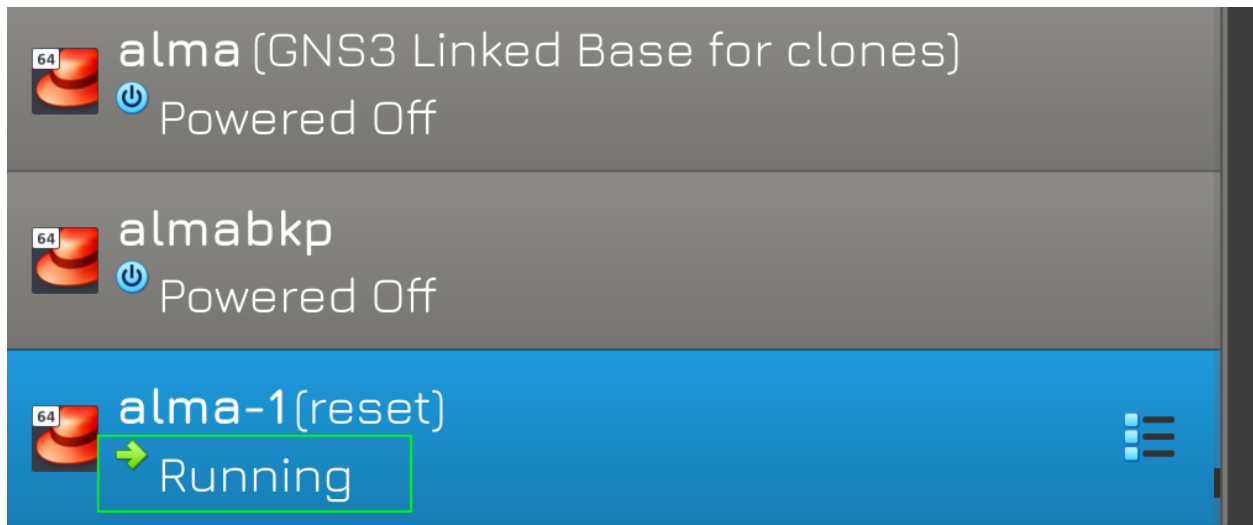 64
alma (GNS3 Linked Base for clones)
Powered Off
64
almabkp
Powered Off
64
alma-1(reset)
Running